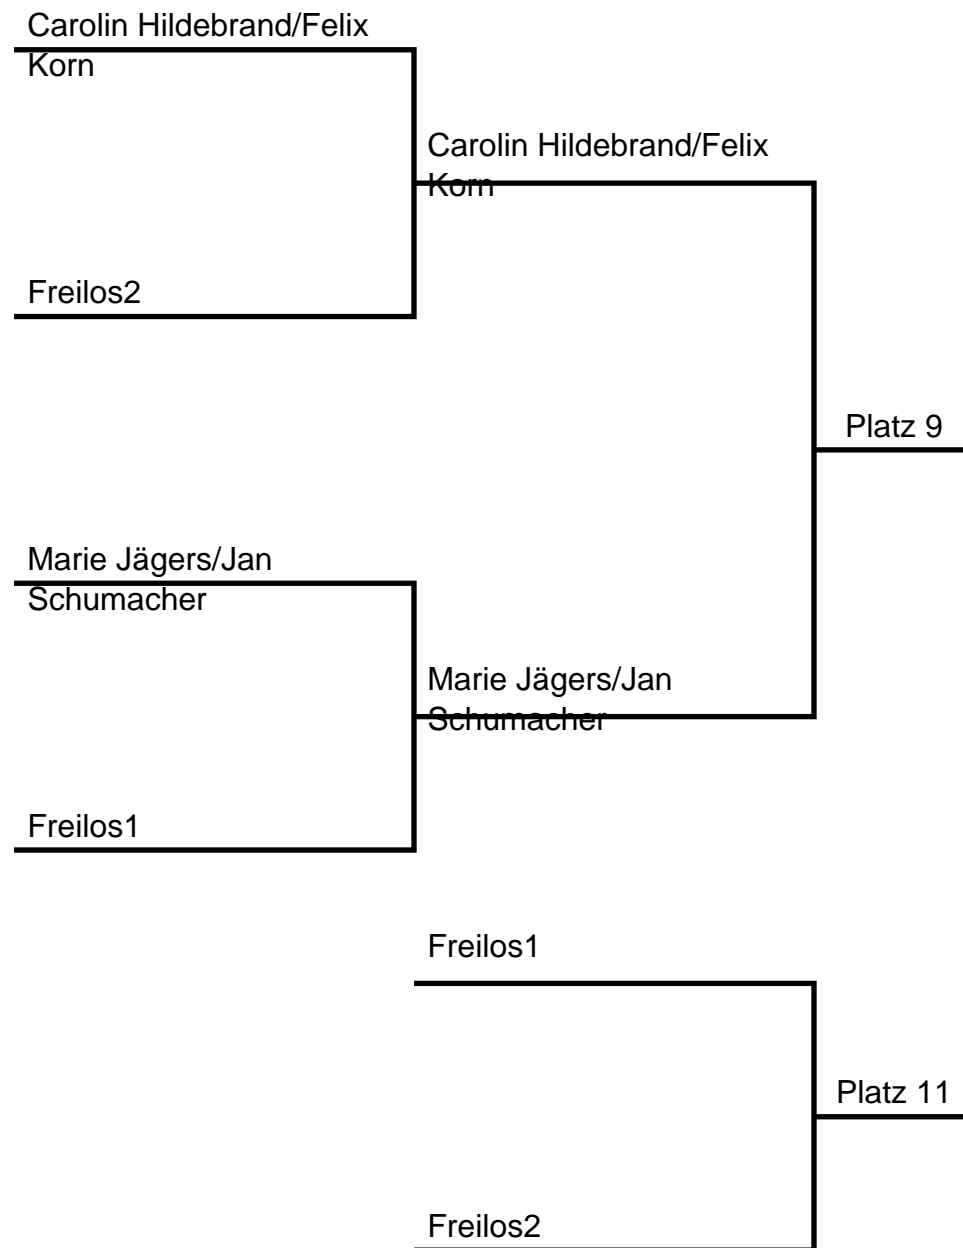 Carolin Hildebrand/Felix
Korn
Carolin Hildebrand/Felix
Korn
Freilos2
Platz 9
Marie Jägers/Jan
Schumacher
Marie Jägers/Jan
Schumacher
Freilos1
Freilos1
Platz 11
Freilos2